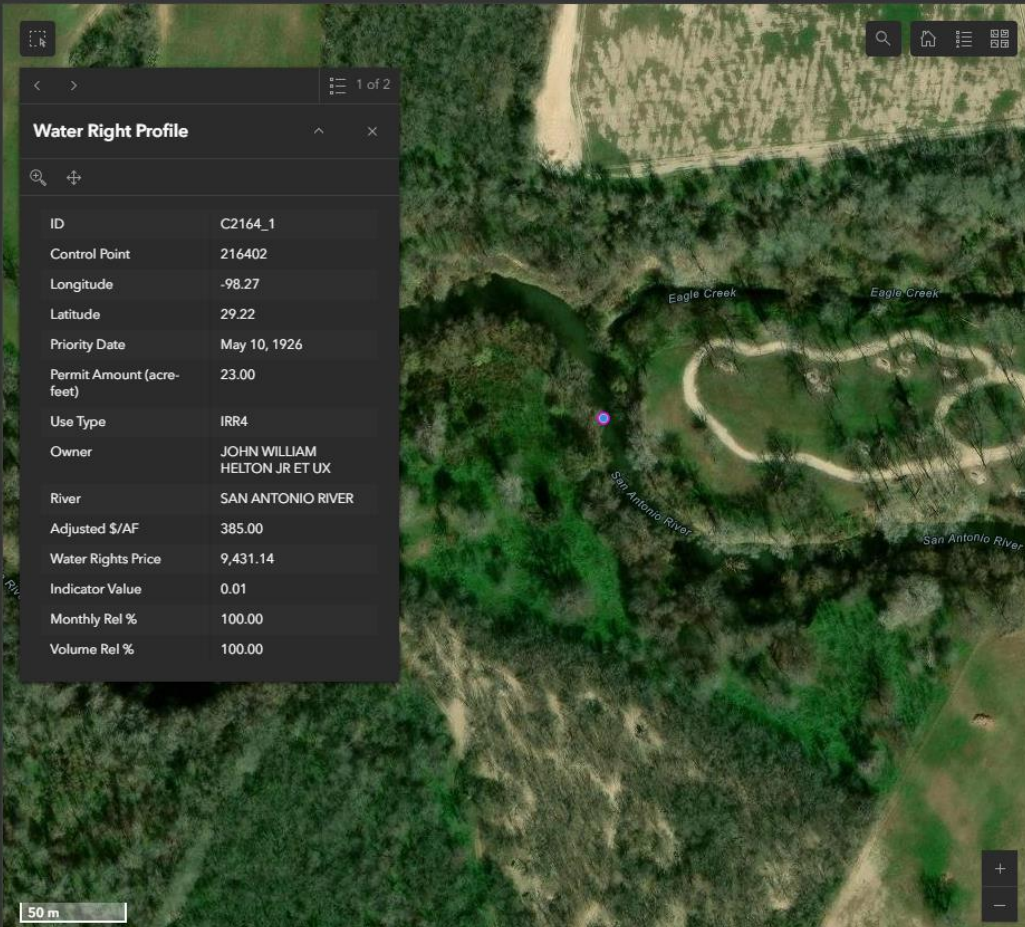 1 of 2
Water Right Profile
ID C2164_1
Control Point 216402
Longitude -98.27
Latitude 29.22
Priority Date May 10, 1926
Permit Amount (acre-
feet) 23.00
Use Type IRR4
Owner JOHN WILLIAM
HELTON JR ET UX
River SAN ANTONIO RIVER
Adjusted $/AF 385.00
Water Rights Price 9,431.14
Indicator Value 0.01
Monthly Rel % 100.00
Volume Rel % 100.00
Eagle Creek
Eagle Creek
San Antonio River
San Antonio River
50 m